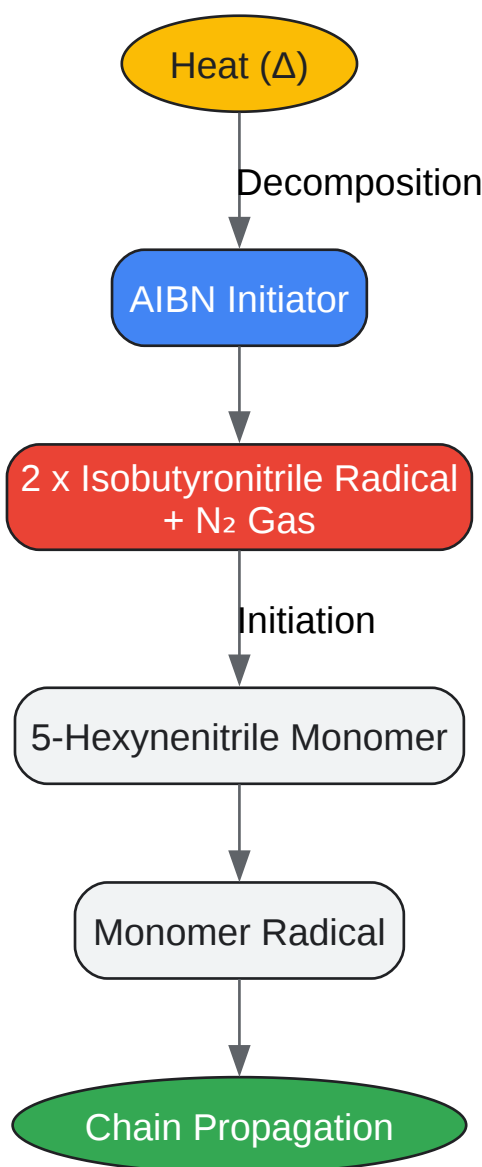 Heat (Δ)
Decomposition
AIBN Initiator
2 x Isobutyronitrile Radical
+ N₂ Gas
Initiation
5-Hexynenitrile Monomer
Monomer Radical
Chain Propagation